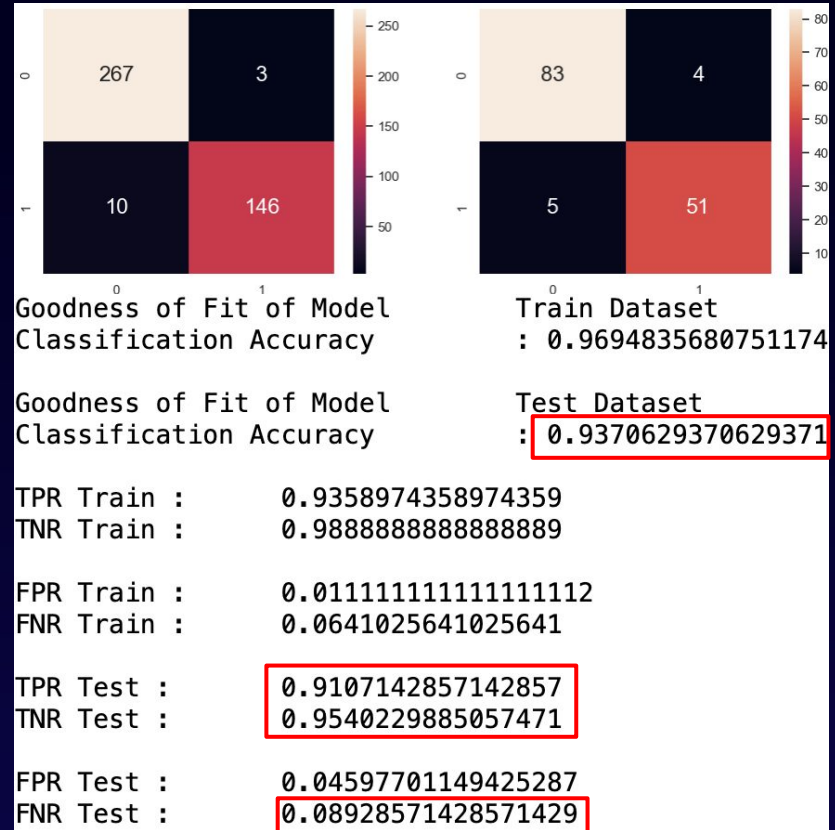 250
200
150
100
50
0
267
3
1
10
146
0
1
80
70
60
50
40
30
20
10
0
83
4
1
5
51
0
1
Goodness of Fit of Model Train Dataset
Classification Accuracy : 0.9694835680751174
Goodness of Fit of Model Test Dataset
Classification Accuracy : 0.9370629370629371
TPR Train : 0.9358974358974359
TNR Train : 0.9888888888888889
FPR Train : 0.011111111111111112
FNR Train : 0.0641025641025641
TPR Test : 0.9107142857142857
TNR Test : 0.9540229885057471
FPR Test : 0.04597701149425287
FNR Test : 0.08928571428571429